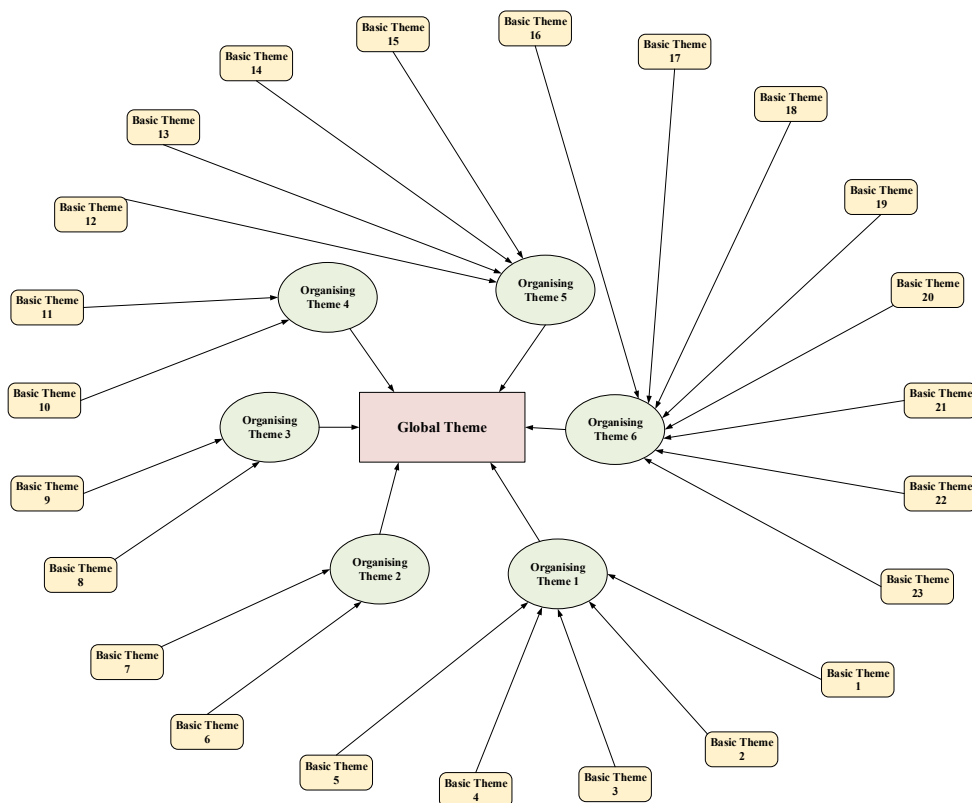 Basic Theme
16
Basic Theme
15
Basic Theme
17
Basic Theme
14
Basic Theme
18
Basic Theme
13
Basic Theme
19
Basic Theme
12
Organising
Theme 5
Basic Theme
20
Organising
Theme 4
Basic Theme
11
Basic Theme
10
Basic Theme
21
Organising
Theme 3
Global Theme
Organising
Theme 6
Basic Theme
9
Basic Theme
22
Basic Theme
8
Organising
Theme 2
Organising
Theme 1
Basic Theme
23
Basic Theme
7
Basic Theme
1
Basic Theme
6
Basic Theme
2
Basic Theme
5
Basic Theme
4
Basic Theme
3